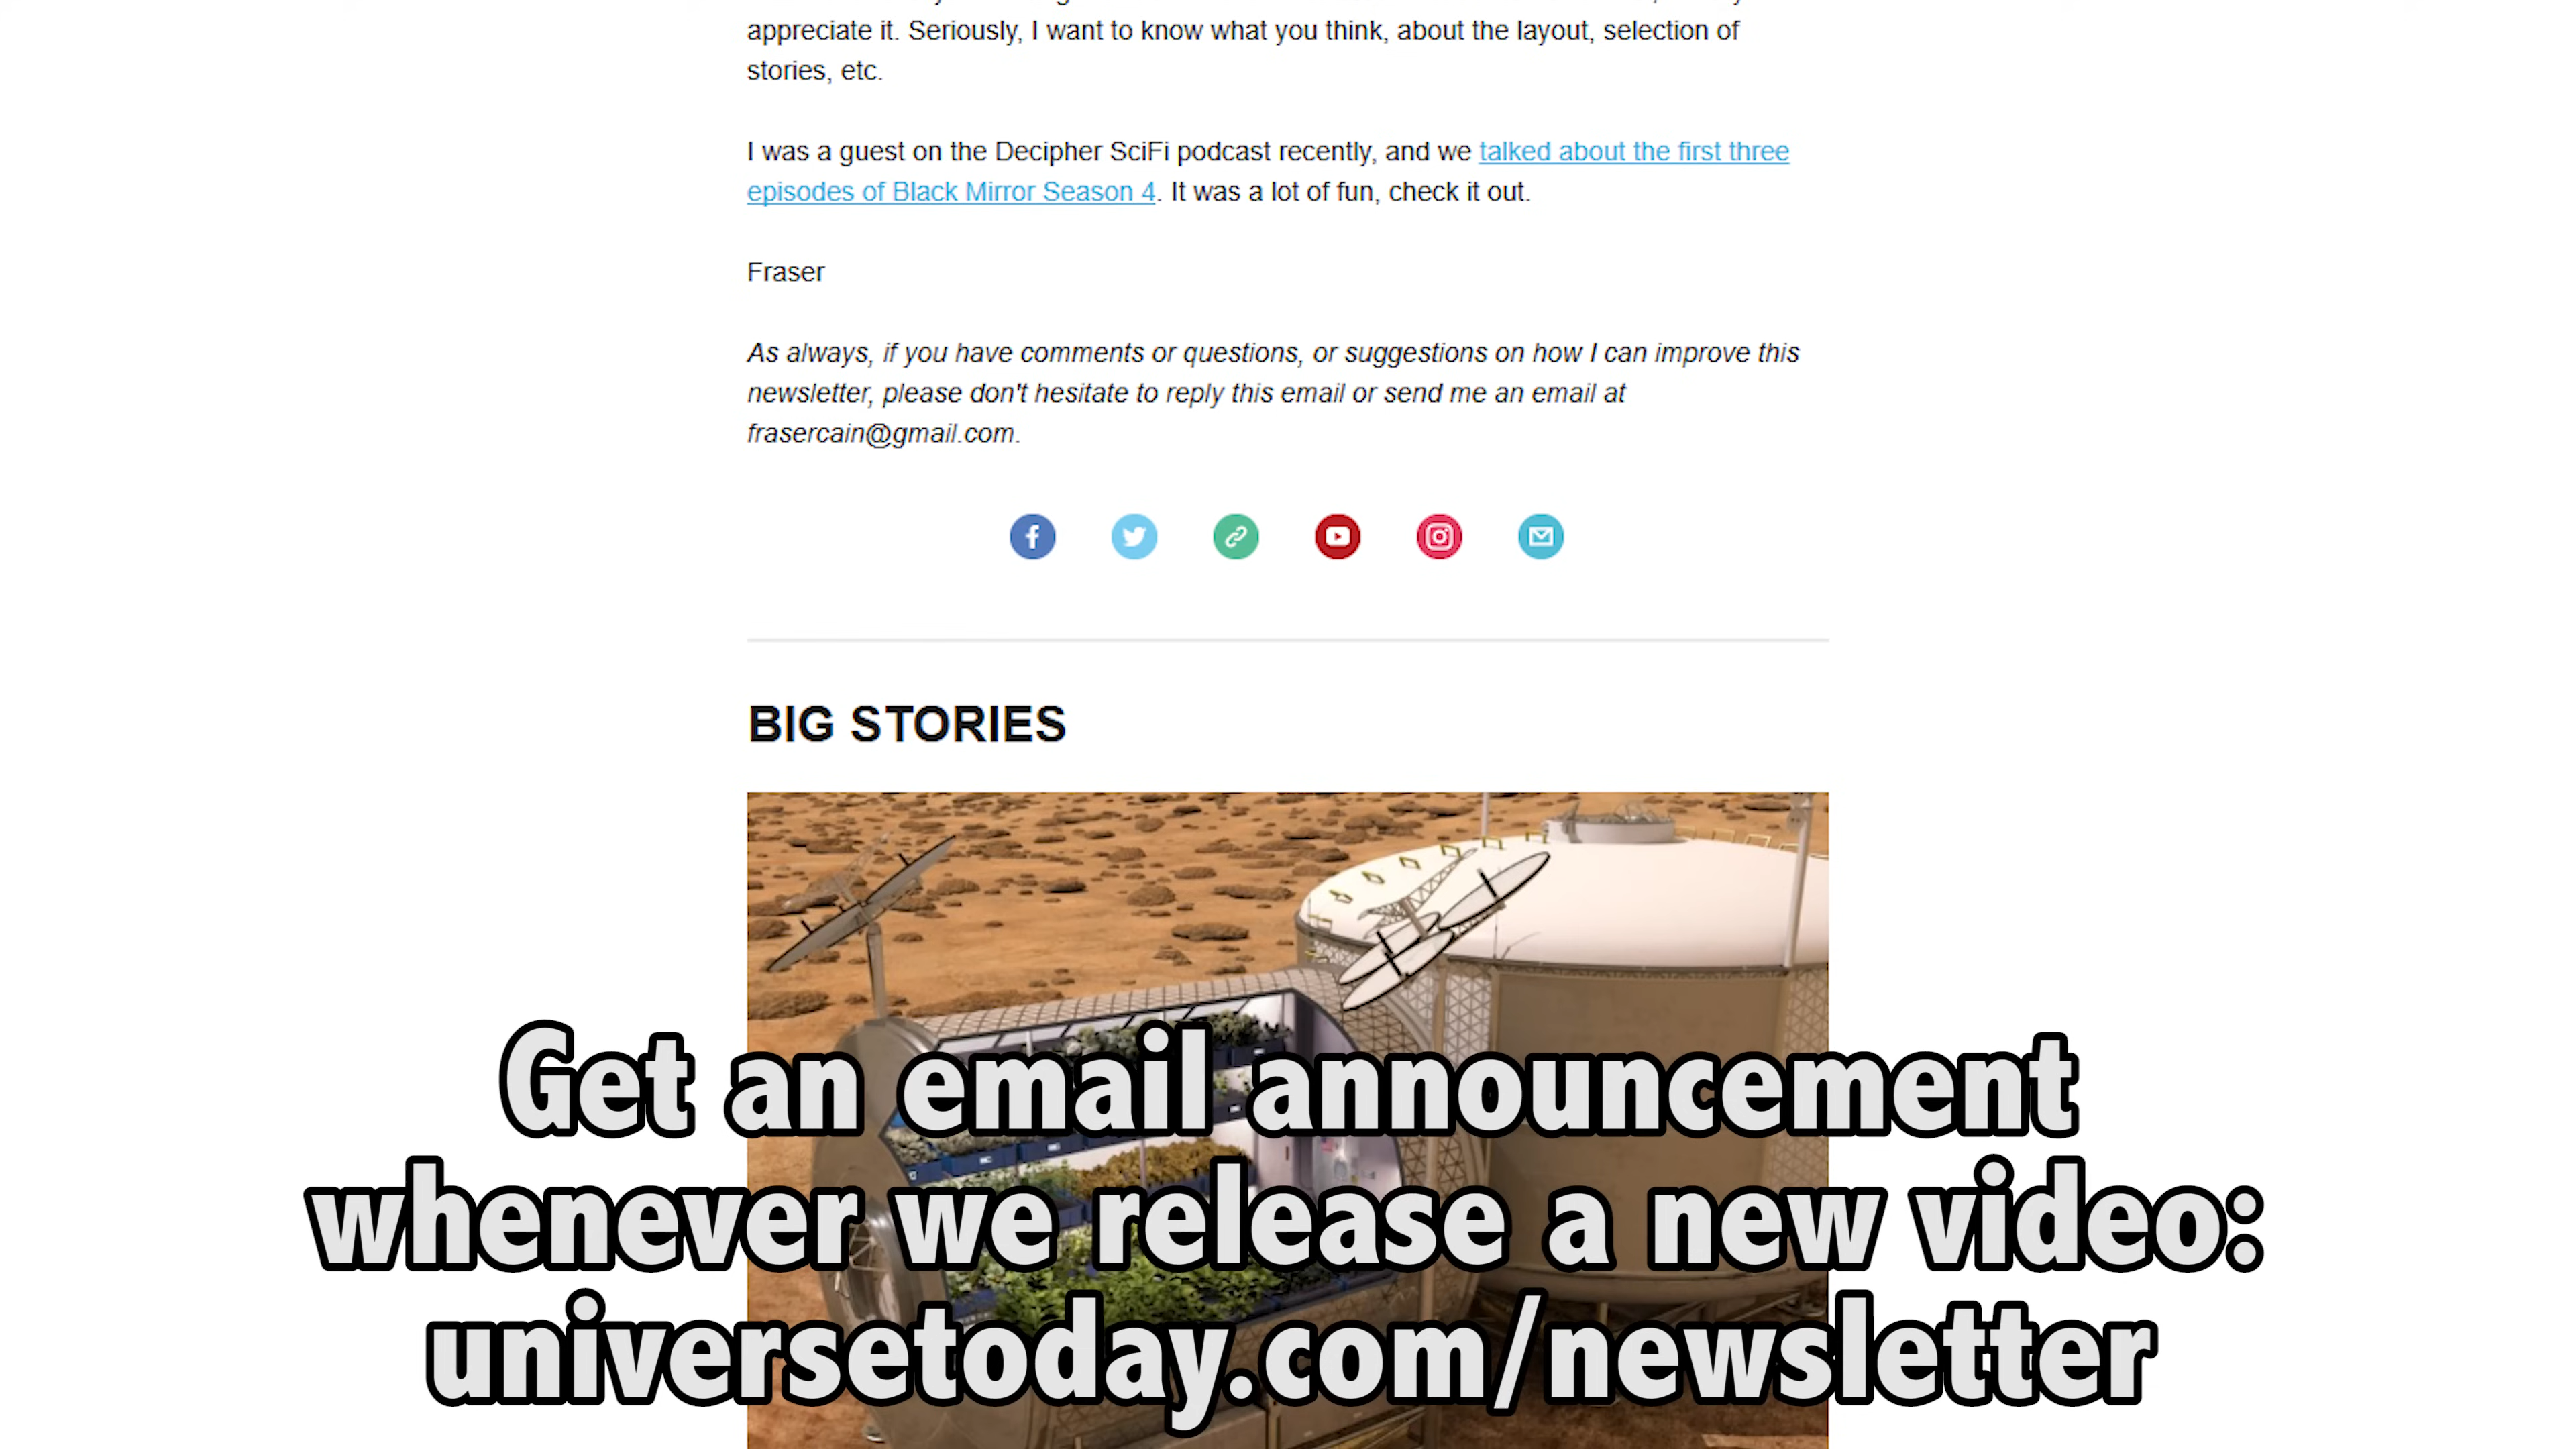 appreciate it. Seriously, I want to know what you think, about the layout, selection of
stories, etc.
I was a guest on the Decipher SciFi podcast recently, and we talked about the first three
episodes of Black Mirror Season 4. It was a lot of fun, check it out.
Fraser
As always, if you have comments or questions, or suggestions on how I can improve this
newsletter, please don't hesitate to reply this email or send me an email at
frasercain@gmail.com.
BIG STORIES
Get an email announcement
whenever we release a new video:
universetoday.com/newsletter